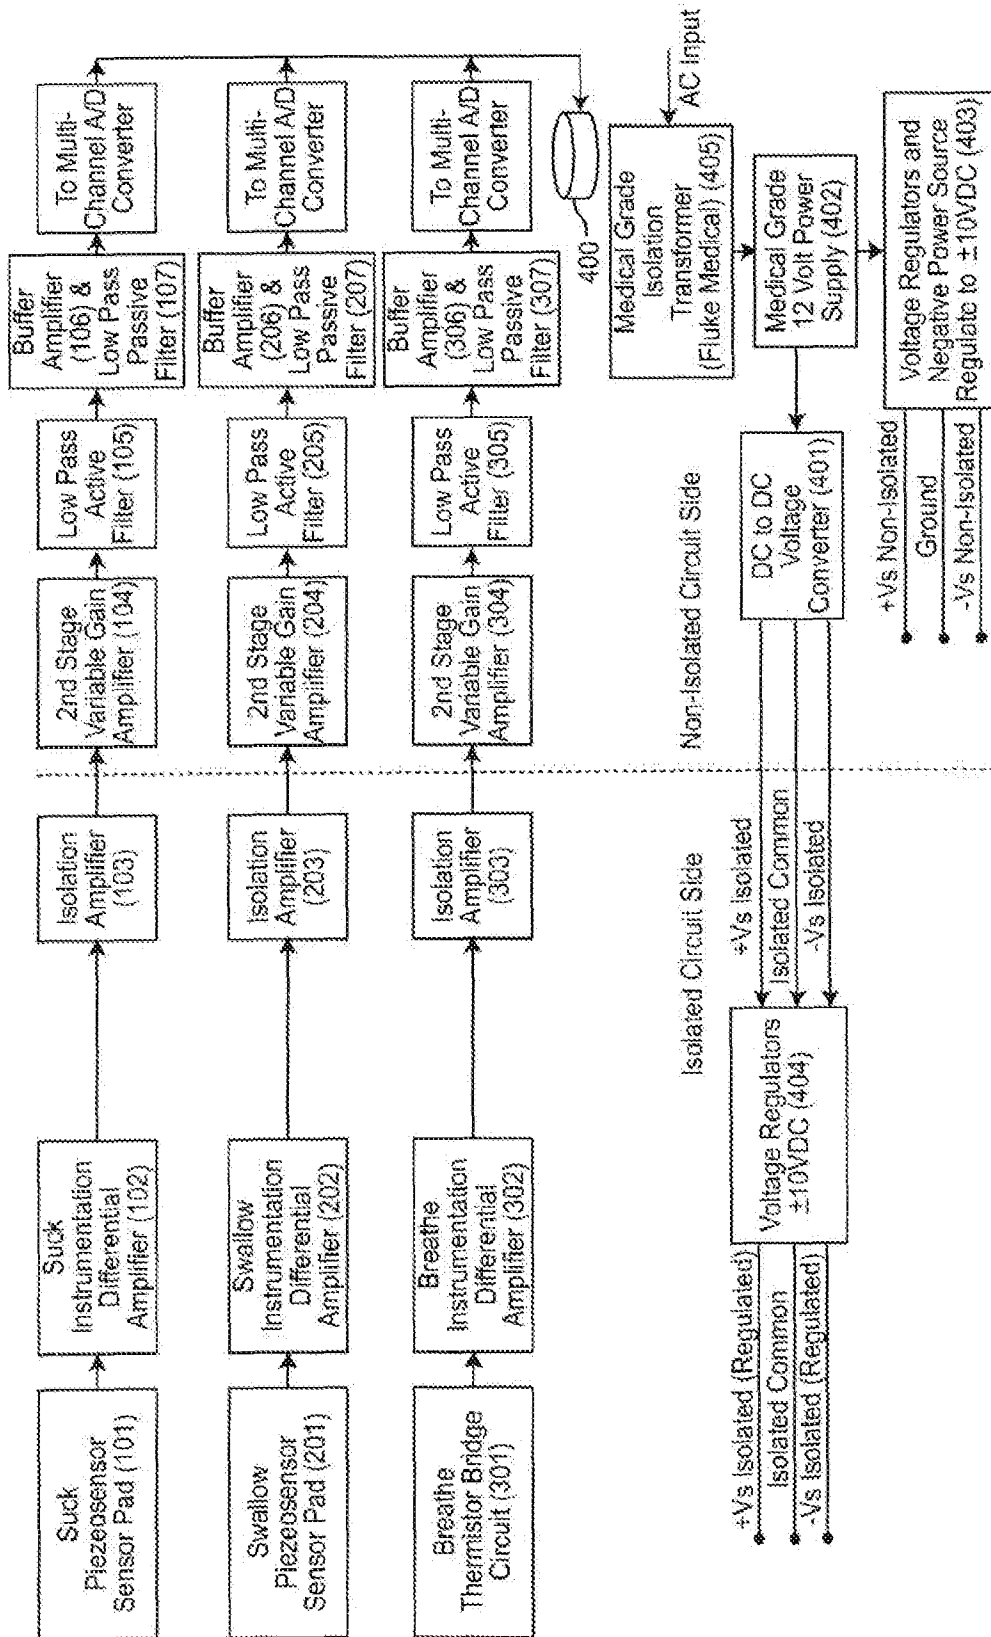 Suck
Piezeosensor
Sensor Pad (101)
Suck
Instrumentation
Differential
Amplifier (102)
Isolation
Amplifier
(103)
2nd Stage
Variable Gain
Amplifier (104)
Low Pass
Active
Filter (105)
Buffer
Amplifier
(106) &
Low Pass
Passive
Filter (107)
To Multi-
Channel A/D
Converter
Swallow
Piezeosensor
Sensor Pad (201)
Swallow
Instrumentation
Differential
Amplifier (202)
Isolation
Amplifier
(203)
2nd Stage
Variable Gain
Amplifier (204)
Low Pass
Active
Filter (205)
Buffer
Amplifier
(206) &
Low Pass
Passive
Filter (207)
To Multi-
Channel A/D
Converter
Breathe
Thermistor Bridge
Circuit (301)
Breathe
Instrumentation
Differential
Amplifier (302)
Isolation
Amplifier
(303)
2nd Stage
Variable Gain
Amplifier (304)
Low Pass
Active
Filter (305)
Buffer
Amplifier
(306) &
Low Pass
Passive
Filter (307)
To Multi-
Channel A/D
Converter
400
Isolated Circuit Side
Non-Isolated Circuit Side
Medical Grade
Isolation
Transfomer
(Fluke Medical) (405)
AC Input
+Vs Isolated (Regulated)
Isolated Common
-Vs Isolated (Regulated)
Voltage Regulators
±10VDC (404)
+Vs Isolated
Isolated Common
-Vs Isolated
DC to DC
Voltage
Converter (401)
Medical Grade
12 Volt Power
Supply (402)
+Vs Non-Isolated
Ground
-Vs Non-Isolated
Voltage Regulators and
Negative Power Source
Regulate to ±10VDC (403)